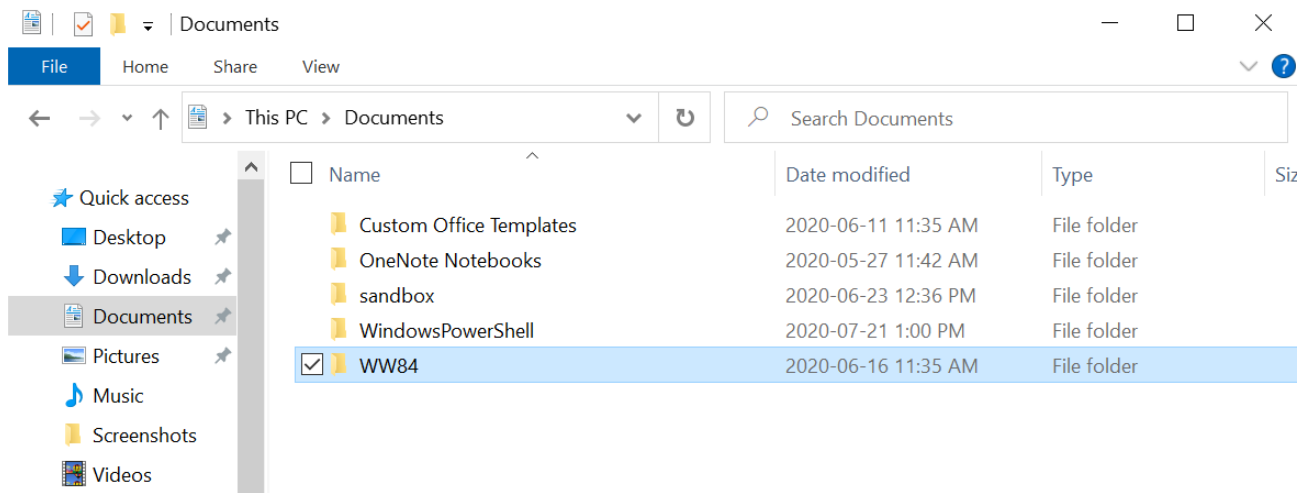 Documents
File Home Share View
This PC Documents Search Documents
Name Date modified Type Siz
Quick access
Desktop
Downloads
Documents
Pictures
Music
Screenshots
Videos
Custom Office Templates 2020-06-11 11:35 AM File folder
OneNote Notebooks 2020-05-27 11:42 AM File folder
sandbox 2020-06-23 12:36 PM File folder
WindowsPowerShell 2020-07-21 1:00 PM File folder
WW84 2020-06-16 11:35 AM File folder